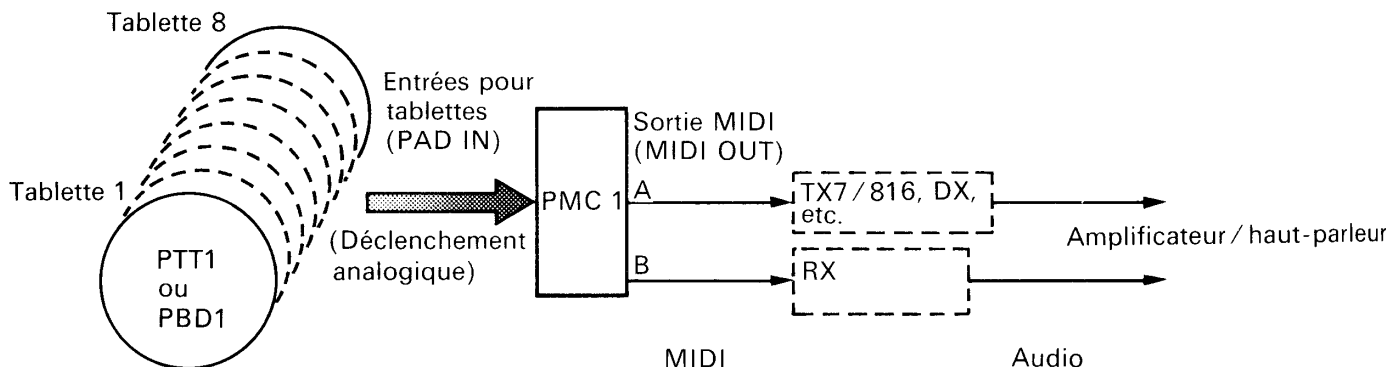 Tablette 8
Entrées pour
tablettes
(PAD IN)
Tablette 1
PTT1
ou
PBD1
(Déclenchement
analogique)
PMC 1
Sortie MIDI
(MIDI OUT)
A
B
TX7/816, DX,
etc.
RX
Amplificateur/haut-parleur
MIDI
Audio